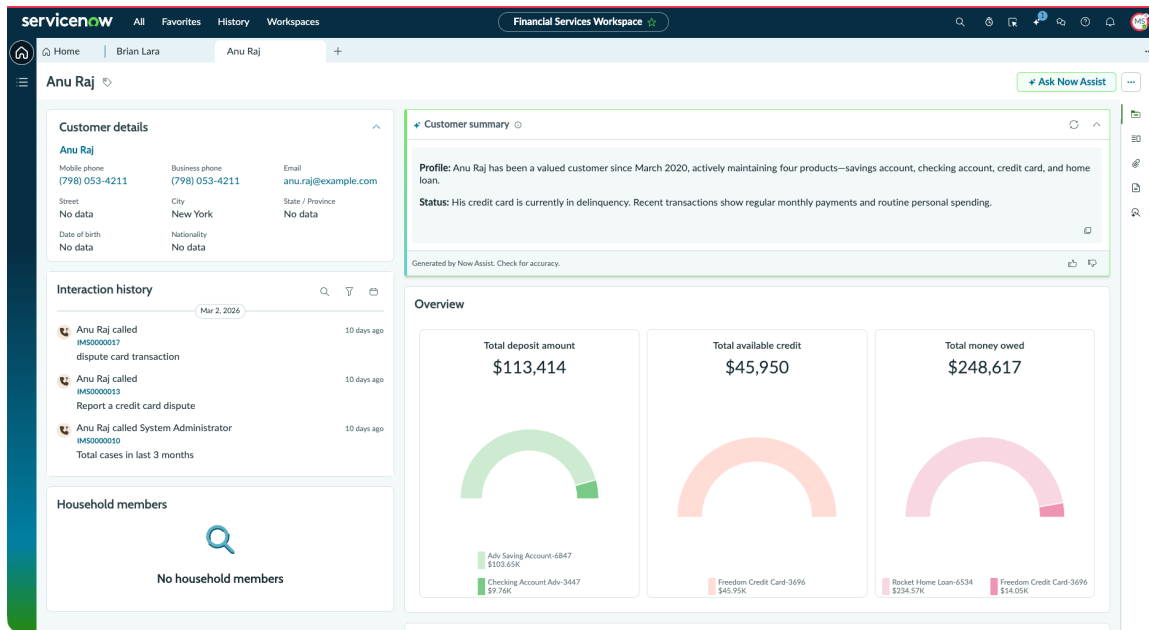 servicenow All Favorites History Workspaces Financial Services Workspace 1 MS
Home Brian Lara Anu Raj
Anu Raj Ask Now Assist
Customer details
Anu Raj
Mobile phone Business phone Email
(798) 053-4211 (798) 053-4211 anu.raj@example.com
Street City State / Province
No data New York No data
Date of birth Nationality
No data No data
Interaction history
Mar 2, 2026
Anu Raj called 10 days ago
IMS0000017
dispute card transaction
Anu Raj called 10 days ago
IMS0000013
Report a credit card dispute
Anu Raj called System Administrator 10 days ago
IMS0000010
Total cases in last 3 months
Household members
No household members
Customer summary
Profile: Anu Raj has been a valued customer since March 2020, actively maintaining four products—savings account, checking account, credit card, and home
loan.
Status: His credit card is currently in delinquency. Recent transactions show regular monthly payments and routine personal spending.
Generated by Now Assist. Check for accuracy.
Overview
Total deposit amount
$113,414
Adv Saving Account-6847
$103.65K
Checking Account Adv-3447
$9.76K
Total available credit
$45,950
Freedom Credit Card-3696
$45.95K
Total money owed
$248,617
Rocket Home Loan-6534 Freedom Credit Card-3696
$234.57K $14.05K